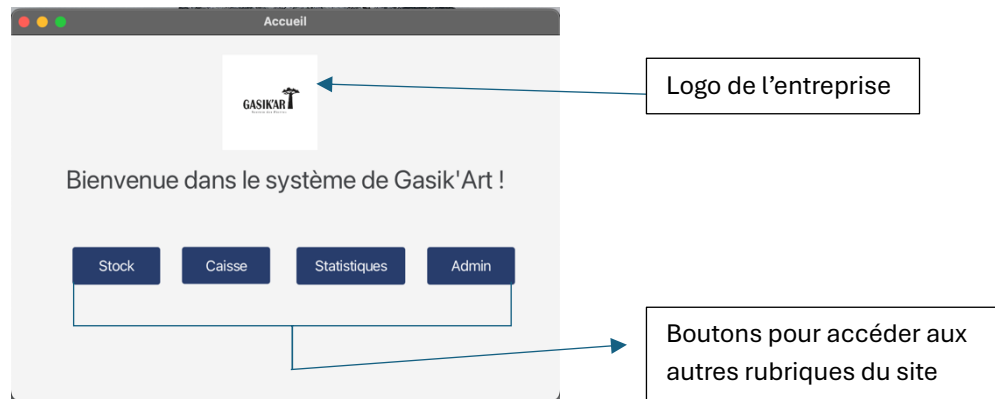 Accueil
GASIK'ART
Bienvenue dans le système de Gasik'Art !
Stock
Caisse
Statistiques
Admin
Logo de l’entreprise
Boutons pour accéder aux
autres rubriques du site